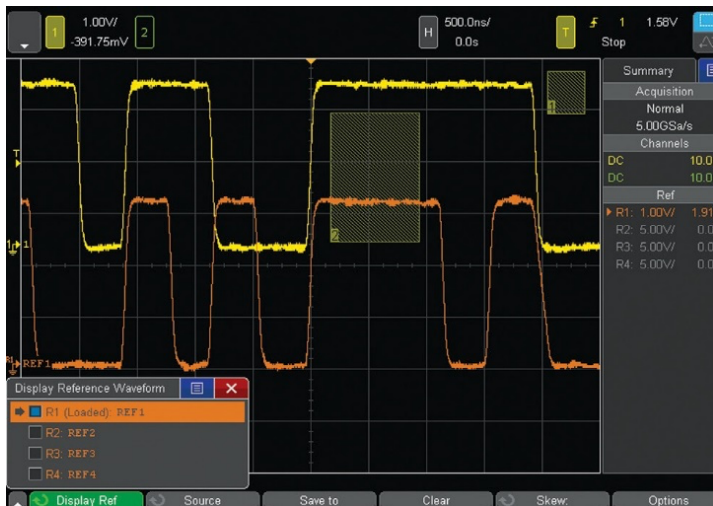 1
1.00V/
-391.75mV
2
H
500.0ns/
0.0s
T
1
1.58V
Stop
Summary
Acquisition
Normal
5.00GSa/s
Channels
DC
10.0
DC
10.0
Ref
R1: 1.00V/
1.91
R2: 5.00V/
0.0
R3: 5.00V/
0.0
R4: 5.00V/
0.0
T
1
2
1
R1
REF1
Display Reference Waveform
R1 (Loaded): REF1
R2: REF2
R3: REF3
R4: REF4
Display Ref
Source
Save to
Clear
Skew:
Options